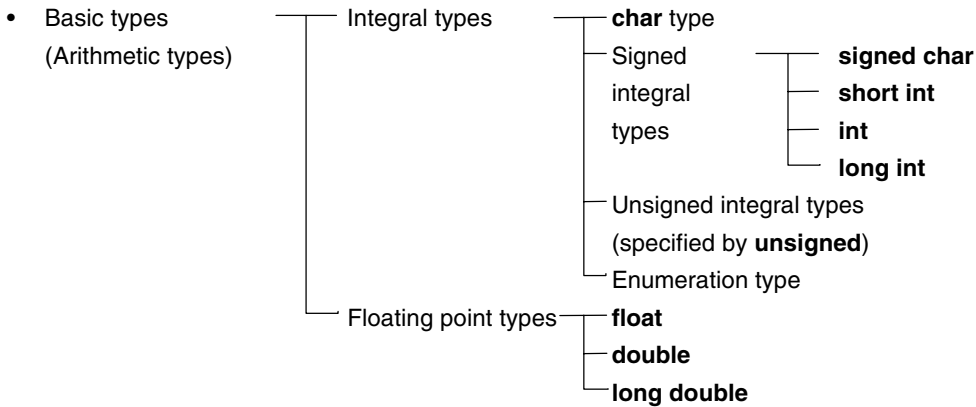 • Basic types Integral types char type
(Arithmetic types) Signed signed char
integral short int
types int
long int
Unsigned integral types
(specified by unsigned)
Enumeration type
Floating point types float
double
long double